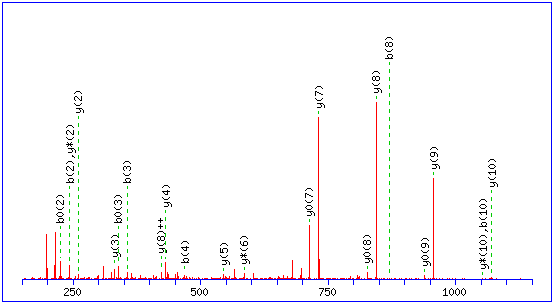 b0(2)
b(2),y*(2)
y(2)
y(3)
b0(3)
b(3)
y(8)++
y(4)
b(4)
y(5)
y*(6)
y0(7)
y(7)
y0(8)
y(8)
b(8)
y0(9)
y(9)
y*(10),b(10)
y(10)
250
500
750
1000